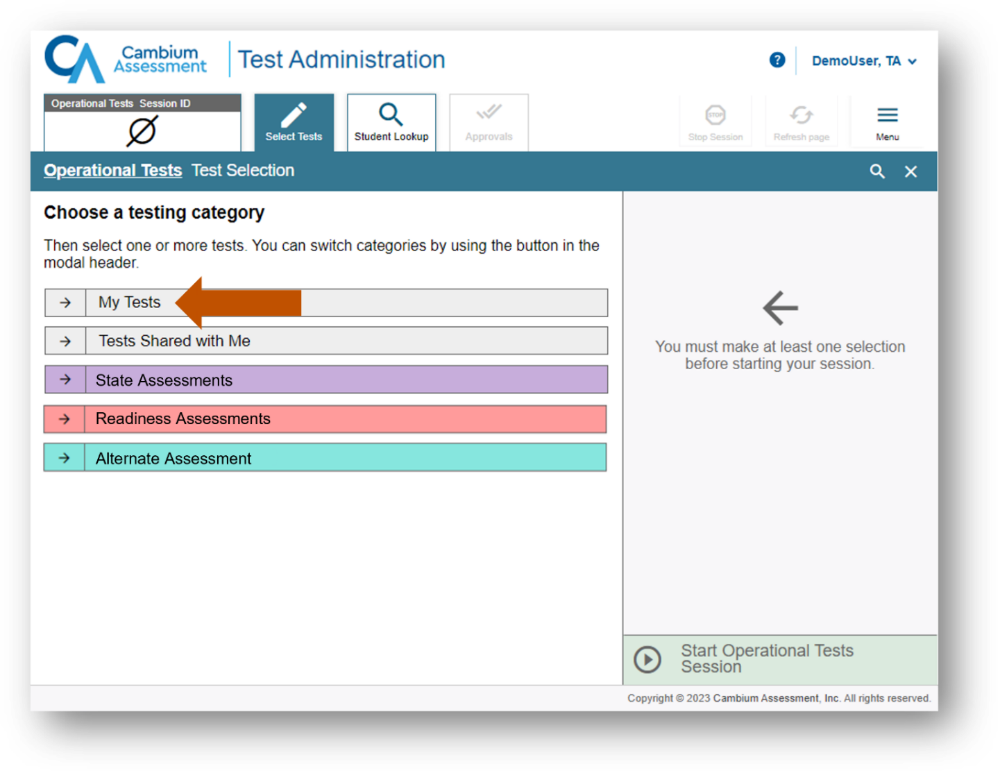 Cambium
Assessment
Test Administration
?
DemoUser, TA
Operational Tests Session ID
Select Tests
Student Lookup
Approvals
STOP
Stop Session
Refresh page
Menu
Operational Tests Test Selection
Choose a testing category
Then select one or more tests. You can switch categories by using the button in the
modal header.
My Tests
Tests Shared with Me
State Assessments
Readiness Assessments
Alternate Assessment
You must make at least one selection
before starting your session.
Start Operational Tests
Session
Copyright © 2023 Cambium Assessment, Inc. All rights reserved.